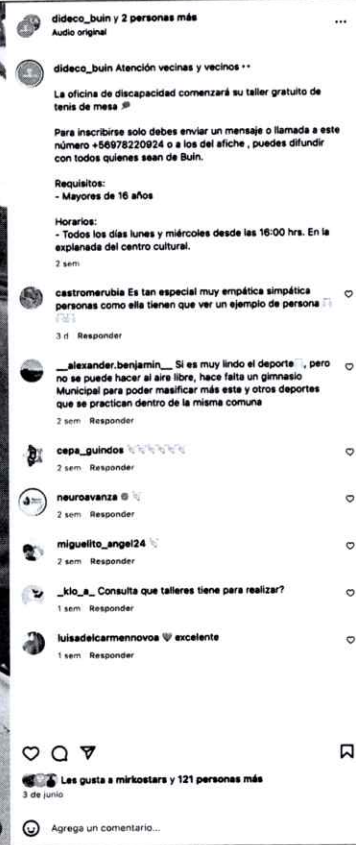 dideco_buin y 2 personas más
Audio original
dideco_buin Atención vecinas y vecinos
La oficina de discapacidad comenzará su taller gratuito de
tenis de mesa
Para inscribirse solo debes enviar un mensaje o llamada a este
número +56978220924 o a los del afiche , puedes difundir
con todos quienes sean de Buin.
Requisitos:
- Mayores de 16 años
Horarios:
- Todos los días lunes y miércoles desde las 16:00 hrs. En la
explanada del centro cultural.
2 sem
castromerubia Es tan especial muy empática simpática
personas como ella tienen que ver un ejemplo de persona
3 d Responder
__alexander.benjamin__ Si es muy lindo el deporte , pero
no se puede hacer al aire libre, hace falta un gimnasio
Municipal para poder masificar más este y otros deportes
que se practican dentro de la misma comuna
2 sem Responder
cepa_guindos
2 sem Responder
neuroavanza
2 sem Responder
miguelito_angel24
2 sem Responder
_klo_a_ Consulta que talleres tiene para realizar?
1 sem Responder
luisadelcarmennovoa excelente
1 sem Responder
Les gusta a mirkostars y 121 personas más
3 de junio
Agrega un comentario...